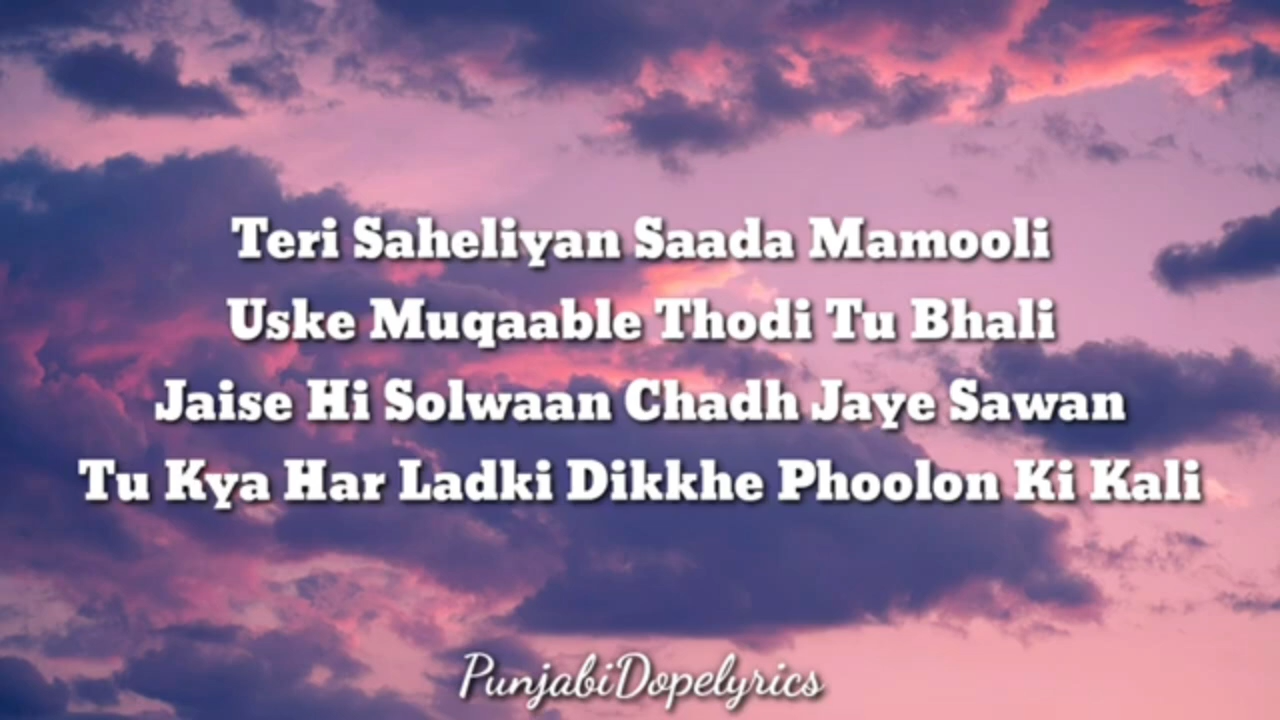 Teri Saheliyan Saada Mamooli
Uske Muqaable Thodi Tu Bhali
Jaise Hi Solwaan Chadh Jaye Sawan
Tu Kya Har Ladki Dikkhe Phoolon Ki Kali
PunjabiDopelyrics